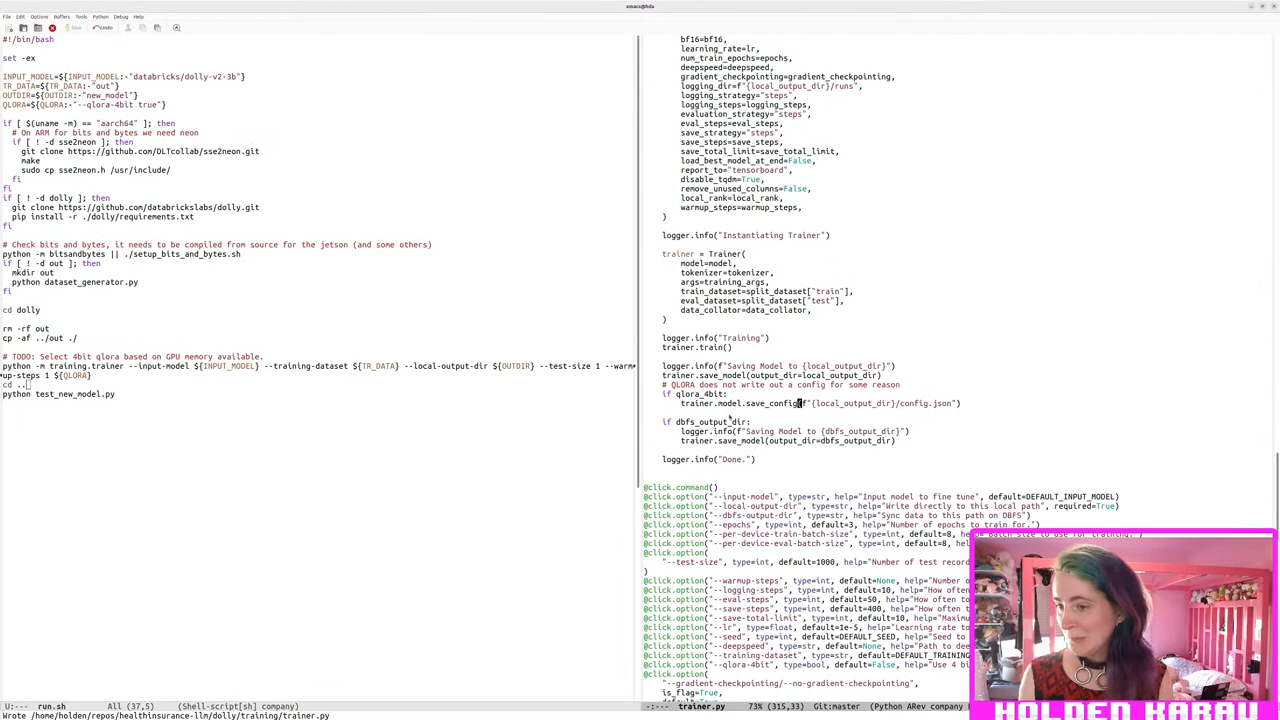 emacs@hda
File Edit Options Buffers Tools Python Debug Help
Save Undo
#!/bin/bash
set -ex
INPUT_MODEL=${INPUT_MODEL:-"databricks/dolly-v2-3b"}
TR_DATA=${TR_DATA:-"out"}
OUTDIR=${OUTDIR:-"new_model"}
QLORA=${QLORA:-"--qlora-4bit true"}
if [ $(uname -m) == "aarch64" ]; then
# On ARM for bits and bytes we need neon
if [ ! -d sse2neon ]; then
git clone https://github.com/DLTcollab/sse2neon.git
make
sudo cp sse2neon.h /usr/include/
fi
fi
if [ ! -d dolly ]; then
git clone https://github.com/databrickslabs/dolly.git
pip install -r ./dolly/requirements.txt
fi
# Check bits and bytes, it needs to be compiled from source for the jetson (and some others)
python -m bitsandbytes || ./setup_bits_and_bytes.sh
if [ ! -d out ]; then
mkdir out
python dataset_generator.py
fi
cd dolly
rm -rf out
cp -af ../out ./
# TODO: Select 4bit qlora based on GPU memory available.
python -m training.trainer --input-model ${INPUT_MODEL} --training-dataset ${TR_DATA} --local-output-dir ${OUTDIR} --test-size 1 --warm
up-steps 1 ${QLORA}
cd ..
python test_new_model.py
U:--- run.sh All (37,5) (Shell-script[sh] company)
Wrote /home/holden/repos/healthinsurance-llm/dolly/training/trainer.py
bf16=bf16,
learning_rate=lr,
num_train_epochs=epochs,
deepspeed=deepspeed,
gradient_checkpointing=gradient_checkpointing,
logging_dir=f"{local_output_dir}/runs",
logging_strategy="steps",
logging_steps=logging_steps,
evaluation_strategy="steps",
eval_steps=eval_steps,
save_strategy="steps",
save_steps=save_steps,
save_total_limit=save_total_limit,
load_best_model_at_end=False,
report_to="tensorboard",
disable_tqdm=True,
remove_unused_columns=False,
local_rank=local_rank,
warmup_steps=warmup_steps,
)
logger.info("Instantiating Trainer")
trainer = Trainer(
model=model,
tokenizer=tokenizer,
args=training_args,
train_dataset=split_dataset["train"],
eval_dataset=split_dataset["test"],
data_collator=data_collator,
)
logger.info("Training")
trainer.train()
logger.info(f"Saving Model to {local_output_dir}")
trainer.save_model(output_dir=local_output_dir)
# QLORA does not write out a config for some reason
if qlora_4bit:
trainer.model.save_config(f"{local_output_dir}/config.json")
if dbfs_output_dir:
logger.info(f"Saving Model to {dbfs_output_dir}")
trainer.save_model(output_dir=dbfs_output_dir)
logger.info("Done.")
@click.command()
@click.option("--input-model", type=str, help="Input model to fine tune", default=DEFAULT_INPUT_MODEL)
@click.option("--local-output-dir", type=str, help="Write directly to this local path", required=True)
@click.option("--dbfs-output-dir", type=str, help="Sync data to this path on DBFS")
@click.option("--epochs", type=int, default=3, help="Number of epochs to train for.")
@click.option("--per-device-train-batch-size", type=int, default=8, help="Batch size to use for training.")
@click.option("--per-device-eval-batch-size", type=int, default=8,
@click.option(
"--test-size", type=int, default=1000, help="Number of test recor
)
@click.option("--warmup-steps", type=int, default=None, help="Number o
@click.option("--logging-steps", type=int, default=10, help="How often
@click.option("--eval-steps", type=int, default=50, help="How often to
@click.option("--save-steps", type=int, default=400, help="How often t
@click.option("--save-total-limit", type=int, default=10, help="Maximu
@click.option("--lr", type=float, default=1e-5, help="Learning rate to
@click.option("--seed", type=int, default=DEFAULT_SEED, help="Seed to
@click.option("--deepspeed", type=str, default=None, help="Path to dee
@click.option("--training-dataset", type=str, default=DEFAULT_TRAINING
@click.option("--qlora-4bit", type=bool, default=False, help="Use 4 bi
@click.option(
"--gradient-checkpointing/--no-gradient-checkpointing",
is_flag=True,
-:--- trainer.py 73% (315,33) Git:master (Python ARev company
HOLDEN KARAU